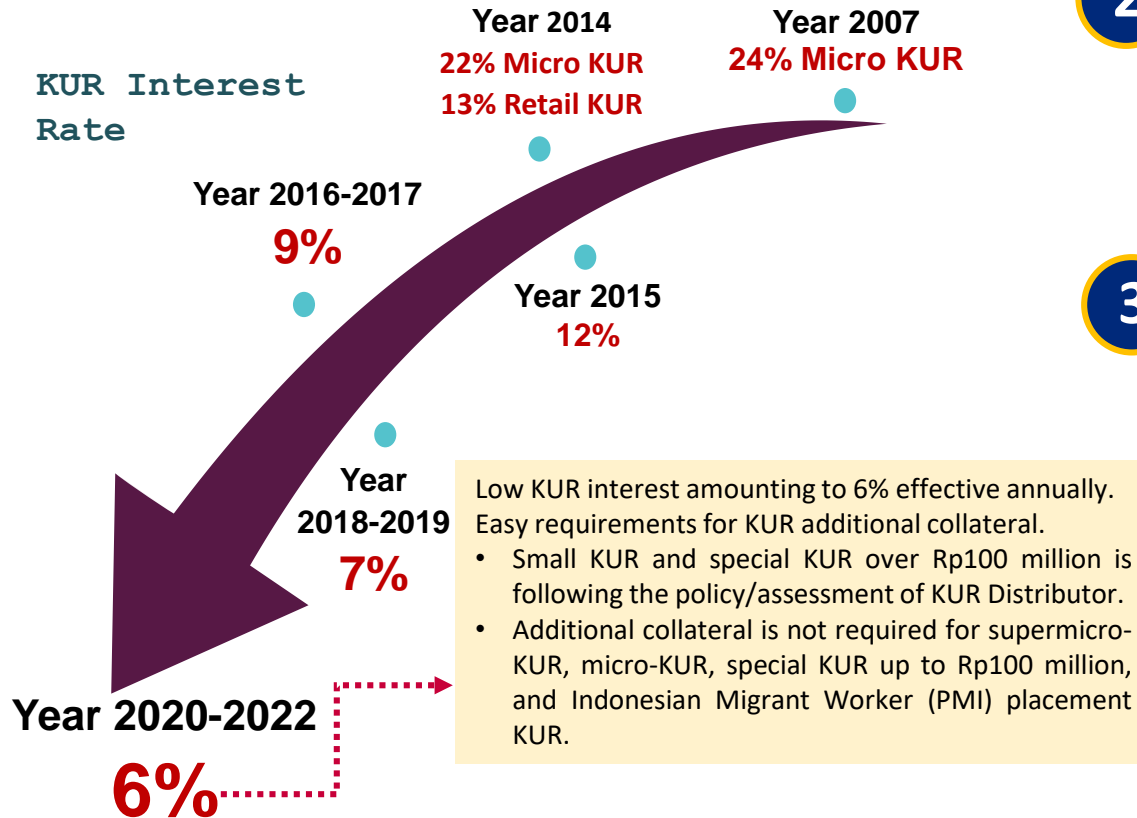 KUR Interest
Rate
Year 2014
22% Micro KUR
13% Retail KUR
Year 2007
24% Micro KUR
2
Year 2016-2017
9%
Year 2015
12%
3
Year
2018-2019
7%
Low KUR interest amounting to 6% effective annually.
Easy requirements for KUR additional collateral.
• Small KUR and special KUR over Rp100 million is
following the policy/assessment of KUR Distributor.
• Additional collateral is not required for supermicro-
KUR, micro-KUR, special KUR up to Rp100 million,
and Indonesian Migrant Worker (PMI) placement
KUR.
Year 2020-2022
6%